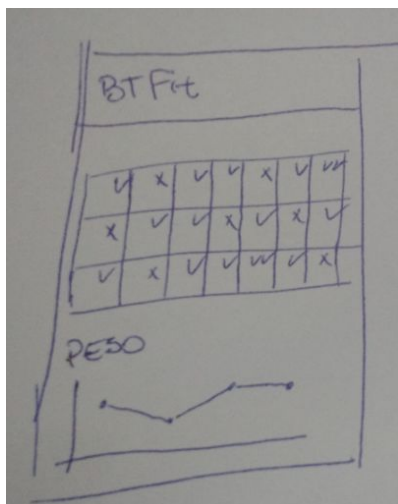 BTFit
✓ x ✓ ✓ x ✓ ✓✓
x ✓ ✓ x ✓ x ✓
✓ x ✓ ✓ ✓✓ ✓ x
PESO